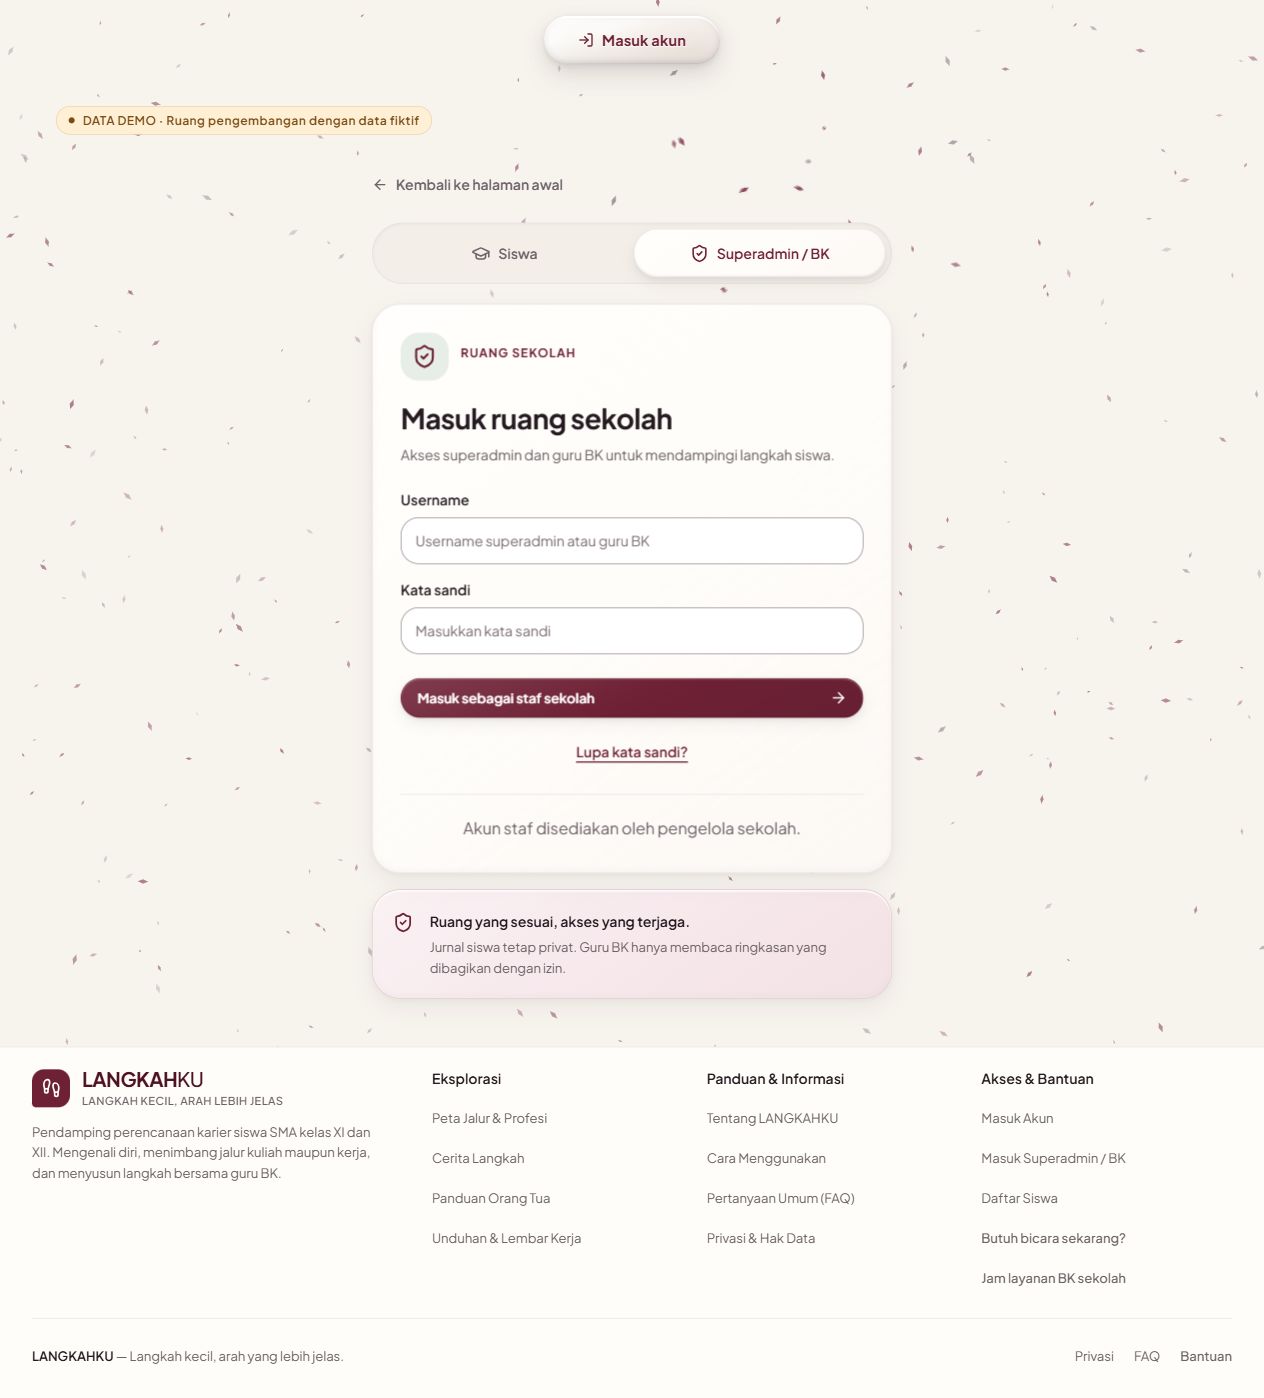 Masuk akun
DATA DEMO · Ruang pengembangan dengan data fiktif
Kembali ke halaman awal
Siswa
Superadmin / BK
RUANG SEKOLAH
Masuk ruang sekolah
Akses superadmin dan guru BK untuk mendampingi langkah siswa.
Username
Username superadmin atau guru BK
Kata sandi
Masukkan kata sandi
Masuk sebagai staf sekolah
Lupa kata sandi?
Akun staf disediakan oleh pengelola sekolah.
Ruang yang sesuai, akses yang terjaga.
Jurnal siswa tetap privat. Guru BK hanya membaca ringkasan yang
dibagikan dengan izin.
LANGKAHKU
LANGKAH KECIL, ARAH LEBIH JELAS
Pendamping perencanaan karier siswa SMA kelas XI dan
XII. Mengenali diri, menimbang jalur kuliah maupun kerja,
dan menyusun langkah bersama guru BK.
Eksplorasi
Peta Jalur & Profesi
Cerita Langkah
Panduan Orang Tua
Unduhan & Lembar Kerja
Panduan & Informasi
Tentang LANGKAHKU
Cara Menggunakan
Pertanyaan Umum (FAQ)
Privasi & Hak Data
Akses & Bantuan
Masuk Akun
Masuk Superadmin / BK
Daftar Siswa
Butuh bicara sekarang?
Jam layanan BK sekolah
LANGKAHKU — Langkah kecil, arah yang lebih jelas.
Privasi
FAQ
Bantuan